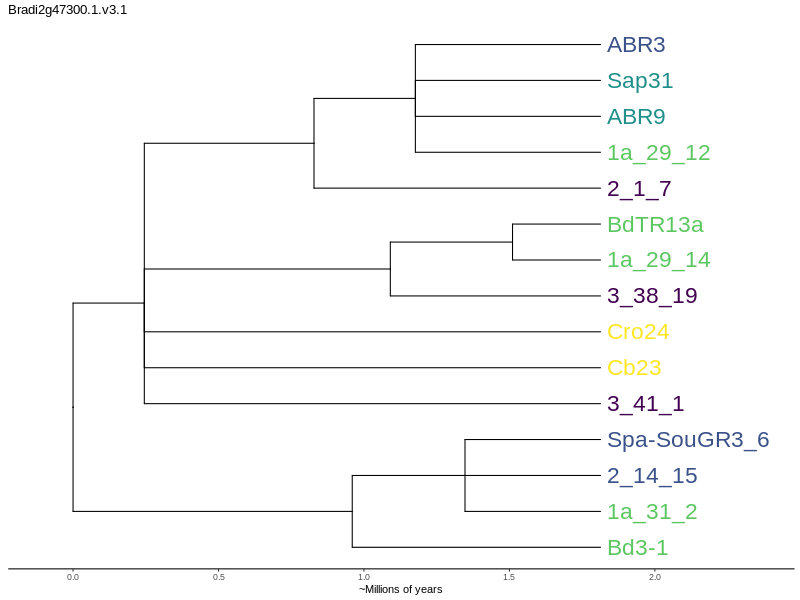 Bradi2g47300.1.v3.1
ABR3
Sap31
ABR9
1a_29_12
2_1_7
BdTR13a
1a_29_14
3_38_19
Cro24
Cb23
3_41_1
Spa-SouGR3_6
2_14_15
1a_31_2
Bd3-1
0.0 0.5 1.0 1.5 2.0
~Millions of years